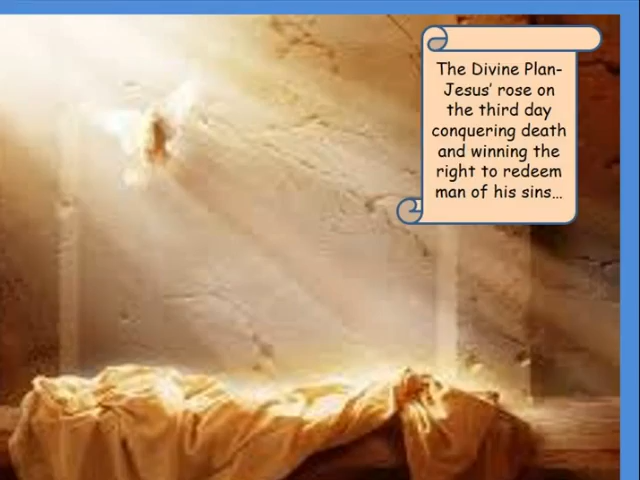 The Divine Plan-
Jesus’ rose on
the third day
conquering death
and winning the
right to redeem
man of his sins…